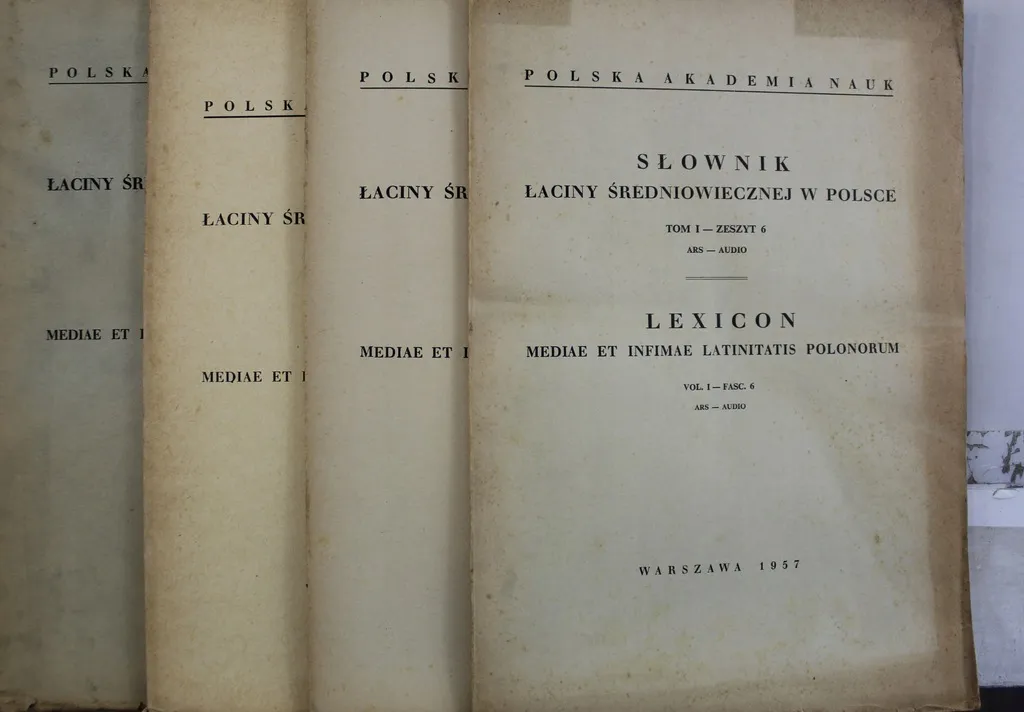 POLSKA
ŁACINY ŚR
MEDIAE ET I
POLSKA
ŁACINY ŚR
MEDIAE ET I
POLSK
ŁACINY ŚR
MEDIAE ET I
POLSKA AKADEMIA NAUK
SŁOWNIK
ŁACINY ŚREDNIOWIECZNEJ W POLSCE
TOM I — ZESZYT 6
ARS — AUDIO
LEXICON
MEDIAE ET INFIMAE LATINITATIS POLONORUM
VOL. I — FASC. 6
ARS — AUDIO
WARSZAWA 1957